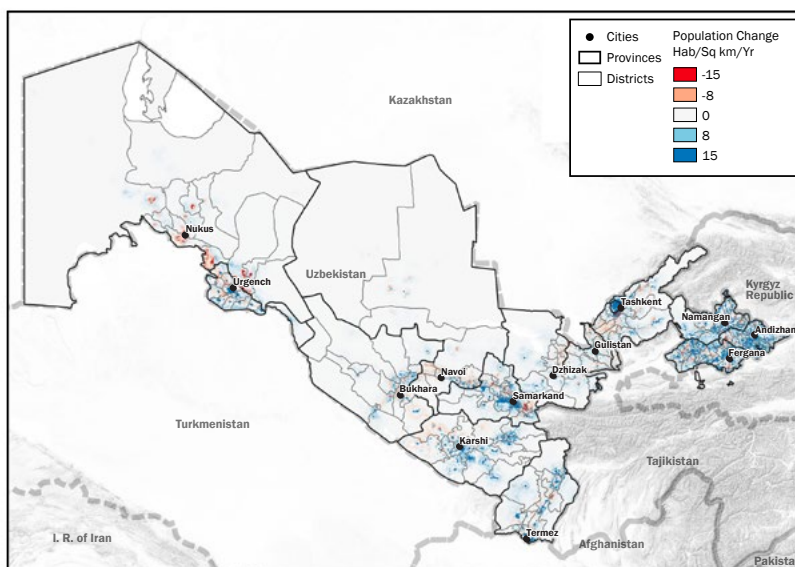 Cities
Provinces
Districts
Population Change
Hab/Sq km/Yr
-15
-8
0
8
15
Kazakhstan
Nukus
Urgench
Uzbekistan
Kyrgyz
Republic
Tashkent
Namangan
Andizhan
Gulistan
Fergana
Navoi
Dzhizak
Bukhara
Samarkand
Turkmenistan
Karshi
Tajikistan
Termez
I. R. of Iran
Afghanistan
Pakist